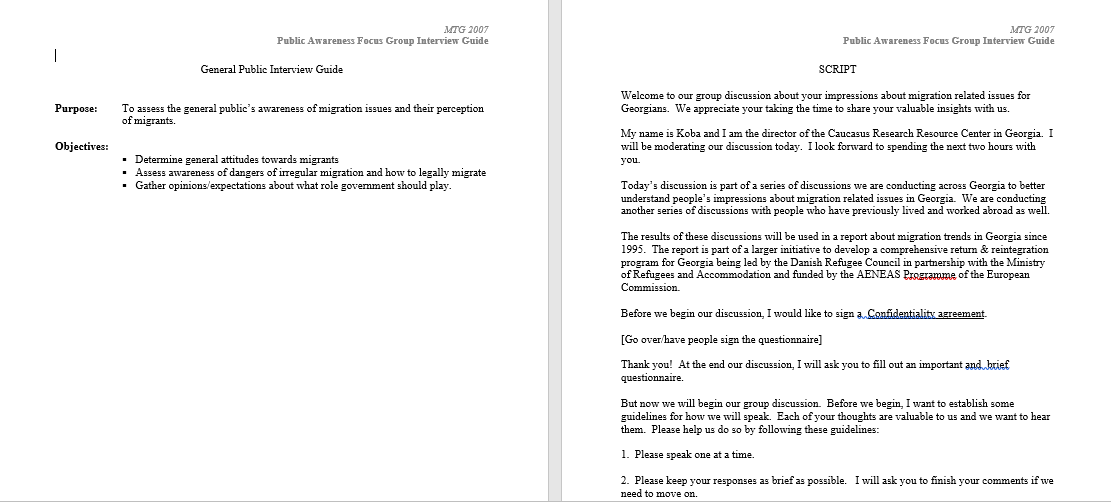 MTG 2007
Public Awareness Focus Group Interview Guide
General Public Interview Guide
Purpose: To assess the general public's awareness of migration issues and their perception
of migrants.
Objectives:
▪ Determine general attitudes towards migrants
▪ Assess awareness of dangers of irregular migration and how to legally migrate
▪ Gather opinions/expectations about what role government should play.
MTG 2007
Public Awareness Focus Group Interview Guide
SCRIPT
Welcome to our group discussion about your impressions about migration related issues for
Georgians. We appreciate your taking the time to share your valuable insights with us.
My name is Koba and I am the director of the Caucasus Research Resource Center in Georgia. I
will be moderating our discussion today. I look forward to spending the next two hours with
you.
Today's discussion is part of a series of discussions we are conducting across Georgia to better
understand people's impressions about migration related issues in Georgia. We are conducting
another series of discussions with people who have previously lived and worked abroad as well.
The results of these discussions will be used in a report about migration trends in Georgia since
1995. The report is part of a larger initiative to develop a comprehensive return & reintegration
program for Georgia being led by the Danish Refugee Council in partnership with the Ministry
of Refugees and Accommodation and funded by the AENEAS Programme of the European
Commission.
Before we begin our discussion, I would like to sign a Confidentiality agreement.
[Go over/have people sign the questionnaire]
Thank you! At the end our discussion, I will ask you to fill out an important and brief
questionnaire.
But now we will begin our group discussion. Before we begin, I want to establish some
guidelines for how we will speak. Each of your thoughts are valuable to us and we want to hear
them. Please help us do so by following these guidelines:
1. Please speak one at a time.
2. Please keep your responses as brief as possible. I will ask you to finish your comments if we
need to move on.